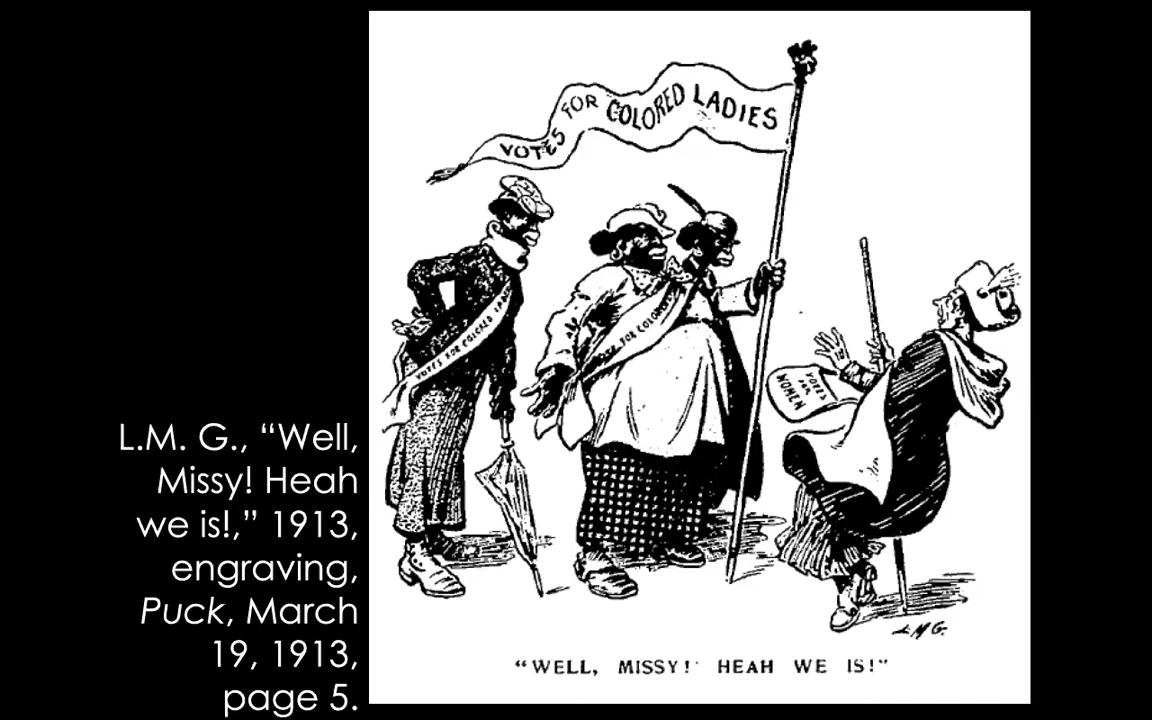 L.M. G., “Well,
Missy! Heah
we is!,” 1913,
engraving,
Puck, March
19, 1913,
page 5.
VOTES FOR COLORED LADIES
VOTES FOR COLORED
FOR COLORED
VOTES
FOR
WOMEN
L M G.
“WELL, MISSY! HEAH WE IS!”